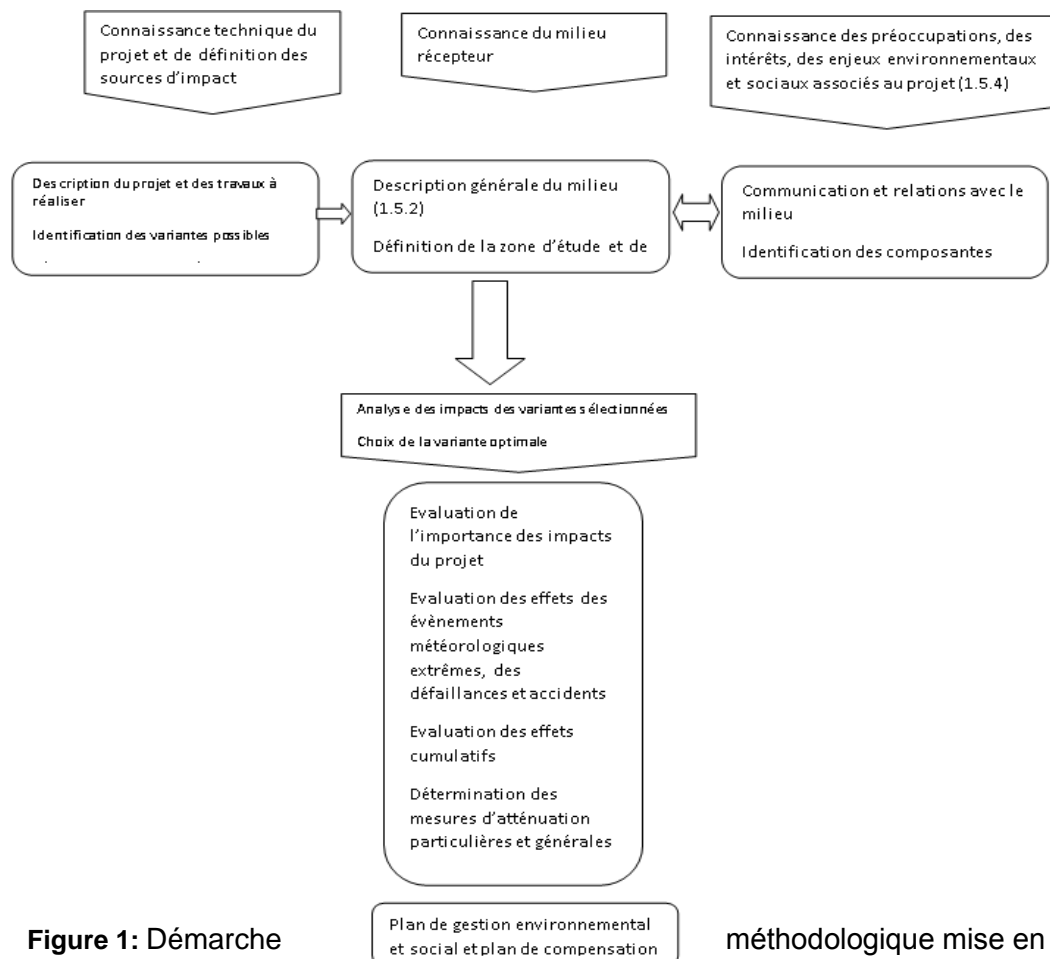 Connaissance technique du
projet et de définition des
sources d'impact
Connaissance du milieu
récepteur
Connaissance des préoccupations, des
intérêts, des enjeux environnementaux
et sociaux associés au projet (1.5.4)
Description du projet et des travaux à
réaliser
Identification des variantes possibles
Description générale du milieu
(1.5.2)
Définition de la zone d'étude et de
Communication et relations avec le
milieu
Identification des composantes
Analyse des impacts des variantes sélectionnées
Choix de la variante optimale
Evaluation de
l'importance des impacts
du projet
Evaluation des effets des
évènements
météorologiques
extrêmes, des
défaillances et accidents
Evaluation des effets
cumulatifs
Détermination des
mesures d'atténuation
particulières et générales
Plan de gestion environnemental
et social et plan de compensation
Figure 1: Démarche méthodologique mise en